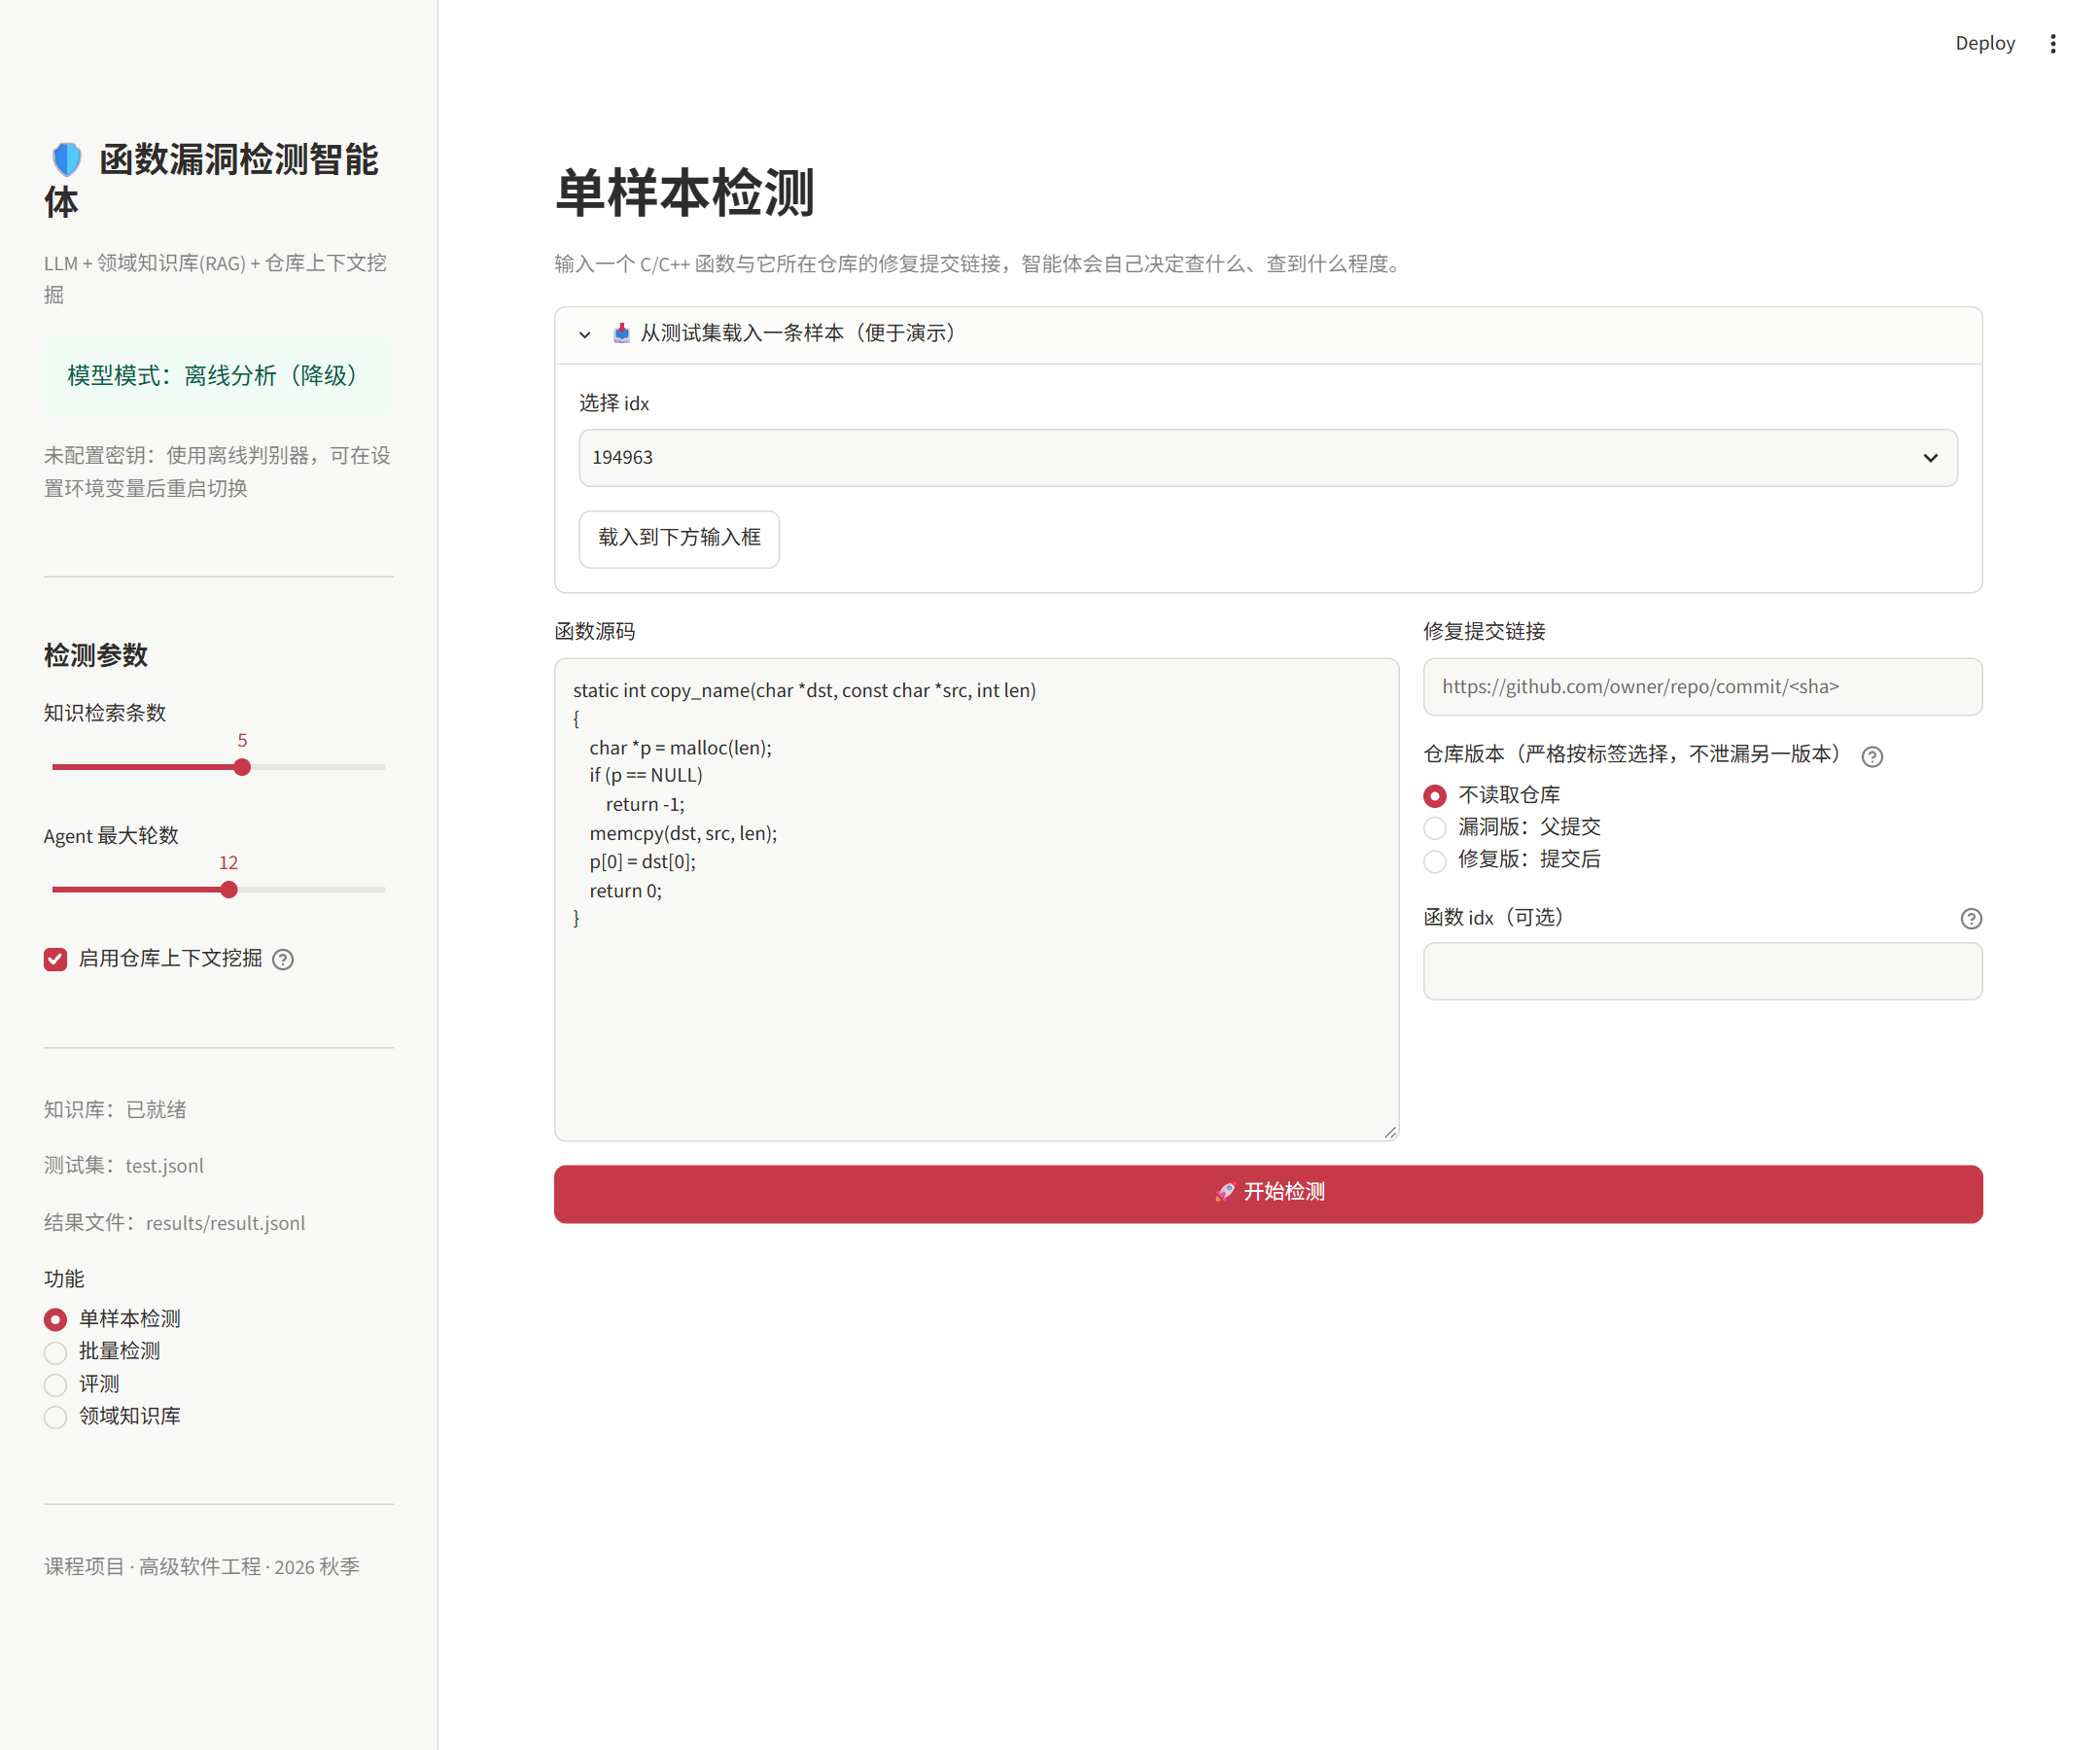 Deploy
函数漏洞检测智能
体
LLM + 领域知识库(RAG) + 仓库上下文挖
掘
模型模式：离线分析（降级）
未配置密钥：使用离线判别器，可在设
置环境变量后重启切换
检测参数
知识检索条数
5
Agent 最大轮数
12
启用仓库上下文挖掘
知识库：已就绪
测试集：test.jsonl
结果文件：results/result.jsonl
功能
单样本检测
批量检测
评测
领域知识库
课程项目 · 高级软件工程 · 2026 秋季
单样本检测
输入一个 C/C++ 函数与它所在仓库的修复提交链接，智能体会自己决定查什么、查到什么程度。
从测试集载入一条样本（便于演示）
选择 idx
194963
载入到下方输入框
函数源码
static int copy_name(char *dst, const char *src, int len)
{
    char *p = malloc(len);
    if (p == NULL)
        return -1;
    memcpy(dst, src, len);
    p[0] = dst[0];
    return 0;
}
修复提交链接
https://github.com/owner/repo/commit/<sha>
仓库版本（严格按标签选择，不泄漏另一版本）
不读取仓库
漏洞版：父提交
修复版：提交后
函数 idx（可选）
开始检测